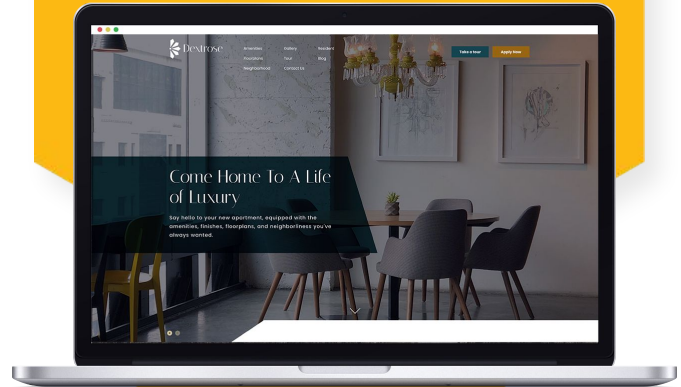 Dextrose
Amenities
Gallery
Resident
Floorplans
Tour
Blog
Neighborhood
Contact Us
Take a tour
Apply Now
Come Home To A Life
of Luxury
Say hello to your new apartment, equipped with the
amenities, finishes, floorplans, and neighborliness you've
always wanted.